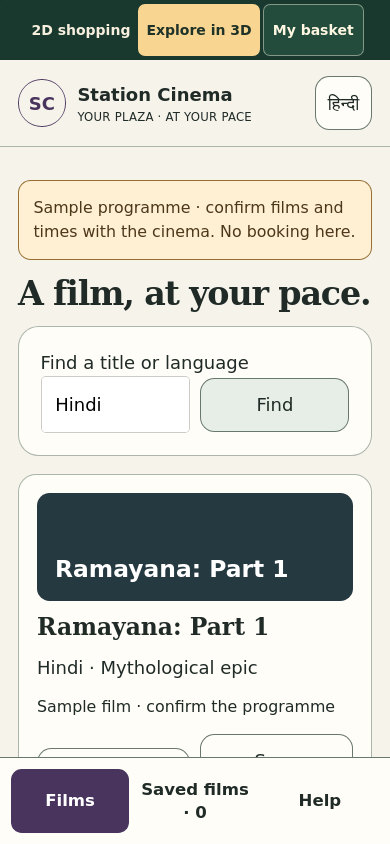 2D shopping
Explore in 3D
My basket
SC
Station Cinema
YOUR PLAZA · AT YOUR PACE
हिन्दी
Sample programme · confirm films and
times with the cinema. No booking here.
A film, at your pace.
Find a title or language
Hindi
Find
Ramayana: Part 1
Ramayana: Part 1
Hindi · Mythological epic
Sample film · confirm the programme
Films
Saved films
· 0
Help